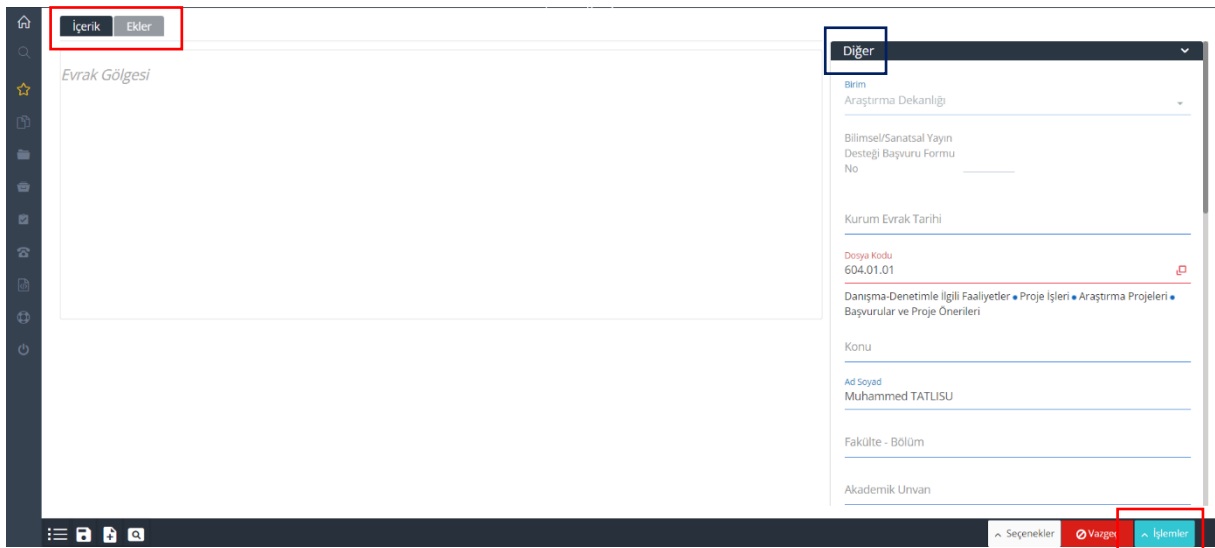 İçerik
Ekler
Evrak Gölgesi
Diğer
Birim
Araştırma Dekanlığı
Bilimsel/Sanatsal Yayın
Desteği Başvuru Formu
No
Kurum Evrak Tarihi
Dosya Kodu
604.01.01
Danışma-Denetimle İlgili Faaliyetler • Proje İşleri • Araştırma Projeleri •
Başvurular ve Proje Önerileri
Konu
Ad Soyad
Muhammed TATLISU
Fakülte - Bölüm
Akademik Unvan
Seçenekler
Vazgeç
İşlemler